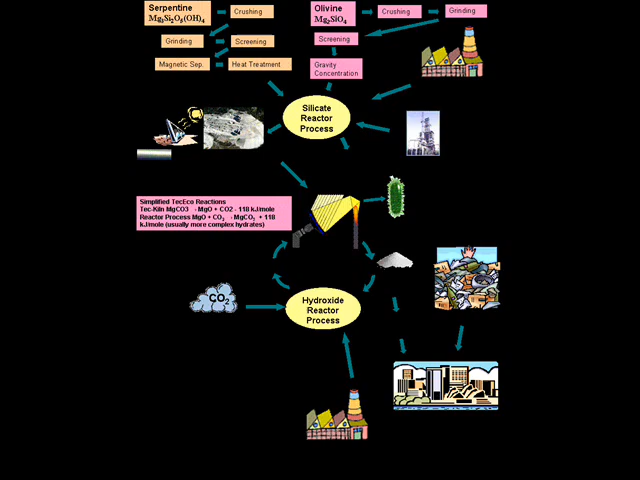 Serpentine
Mg3Si2O5(OH)4
Crushing
Olivine
Mg2SiO4
Crushing
Grinding
Grinding
Screening
Screening
Magnetic Sep.
Heat Treatment
Gravity
Concentration
Silicate
Reactor
Process
Simplified TecEco Reactions
Tec-Kiln MgCO3 → MgO + CO2 - 118 kJ/mole
Reactor Process MgO + CO2 → MgCO3 + 118
kJ/mole (usually more complex hydrates)
CO2
Hydroxide
Reactor
Process